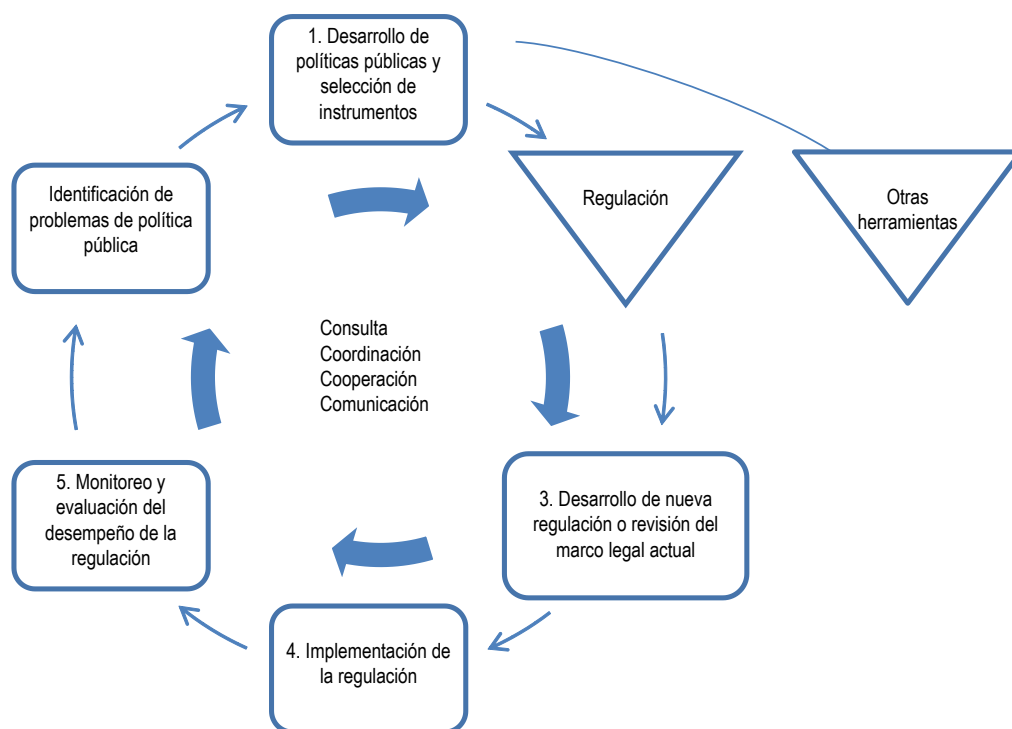 1. Desarrollo de
políticas públicas y
selección de
instrumentos
Identificación de
problemas de política
pública
Regulación
Otras
herramientas
Consulta
Coordinación
Cooperación
Comunicación
5. Monitoreo y
evaluación del
desempeño de la
regulación
3. Desarrollo de nueva
regulación o revisión del
marco legal actual
4. Implementación de
la regulación